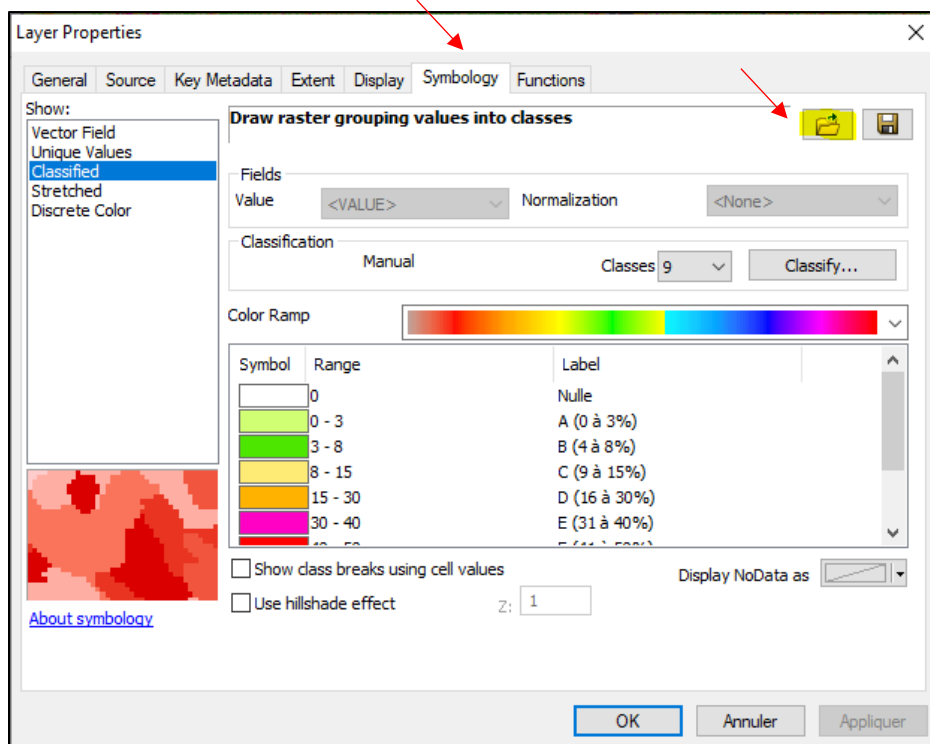 Layer Properties
General Source Key Metadata Extent Display Symbology Functions
Show:
Vector Field
Unique Values
Classified
Stretched
Discrete Color
About symbology
Draw raster grouping values into classes
Fields
Value <VALUE> Normalization <None>
Classification
Manual Classes 9 Classify...
Color Ramp
Symbol Range Label
0 Nulle
0 - 3 A (0 à 3%)
3 - 8 B (4 à 8%)
8 - 15 C (9 à 15%)
15 - 30 D (16 à 30%)
30 - 40 E (31 à 40%)
Show class breaks using cell values
Display NoData as
Use hillshade effect Z: 1
OK Annuler Appliquer